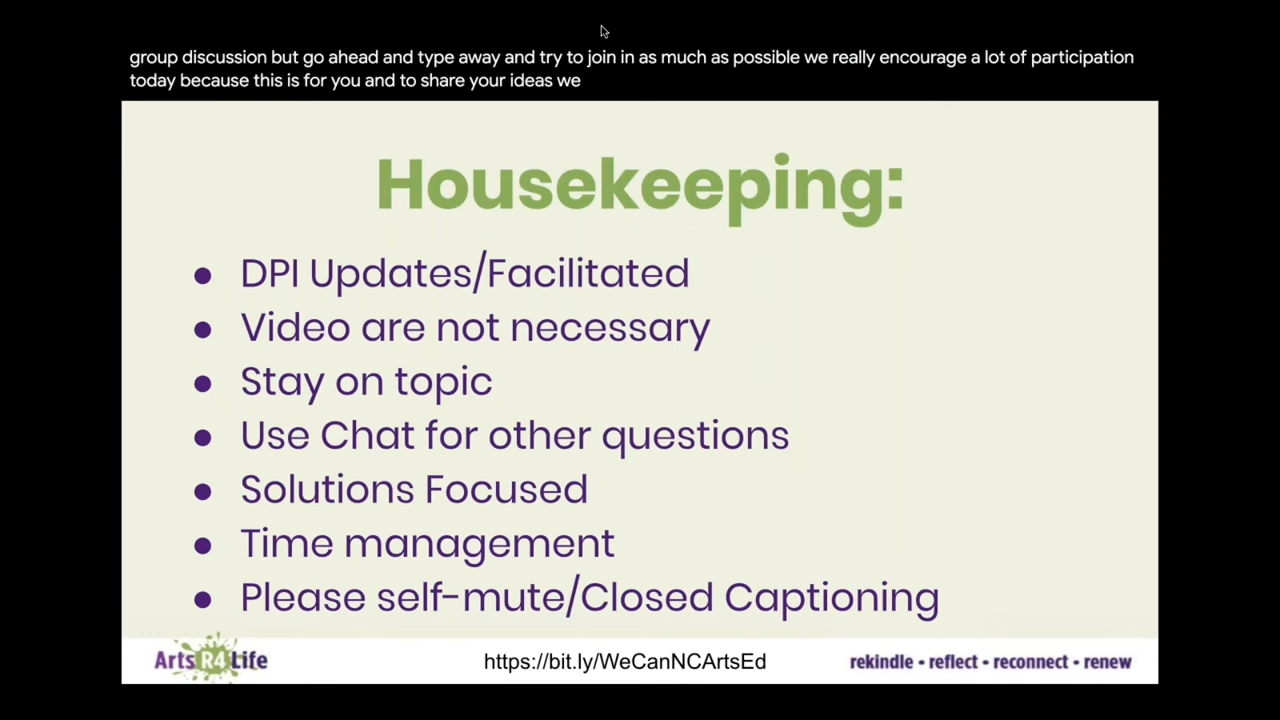 group discussion but go ahead and type away and try to join in as much as possible we really encourage a lot of participation
today because this is for you and to share your ideas we
Housekeeping:
● DPI Updates/Facilitated
● Video are not necessary
● Stay on topic
● Use Chat for other questions
● Solutions Focused
● Time management
● Please self-mute/Closed Captioning
Arts R4 Life
https://bit.ly/WeCanNCArtsEd
rekindle • reflect • reconnect • renew